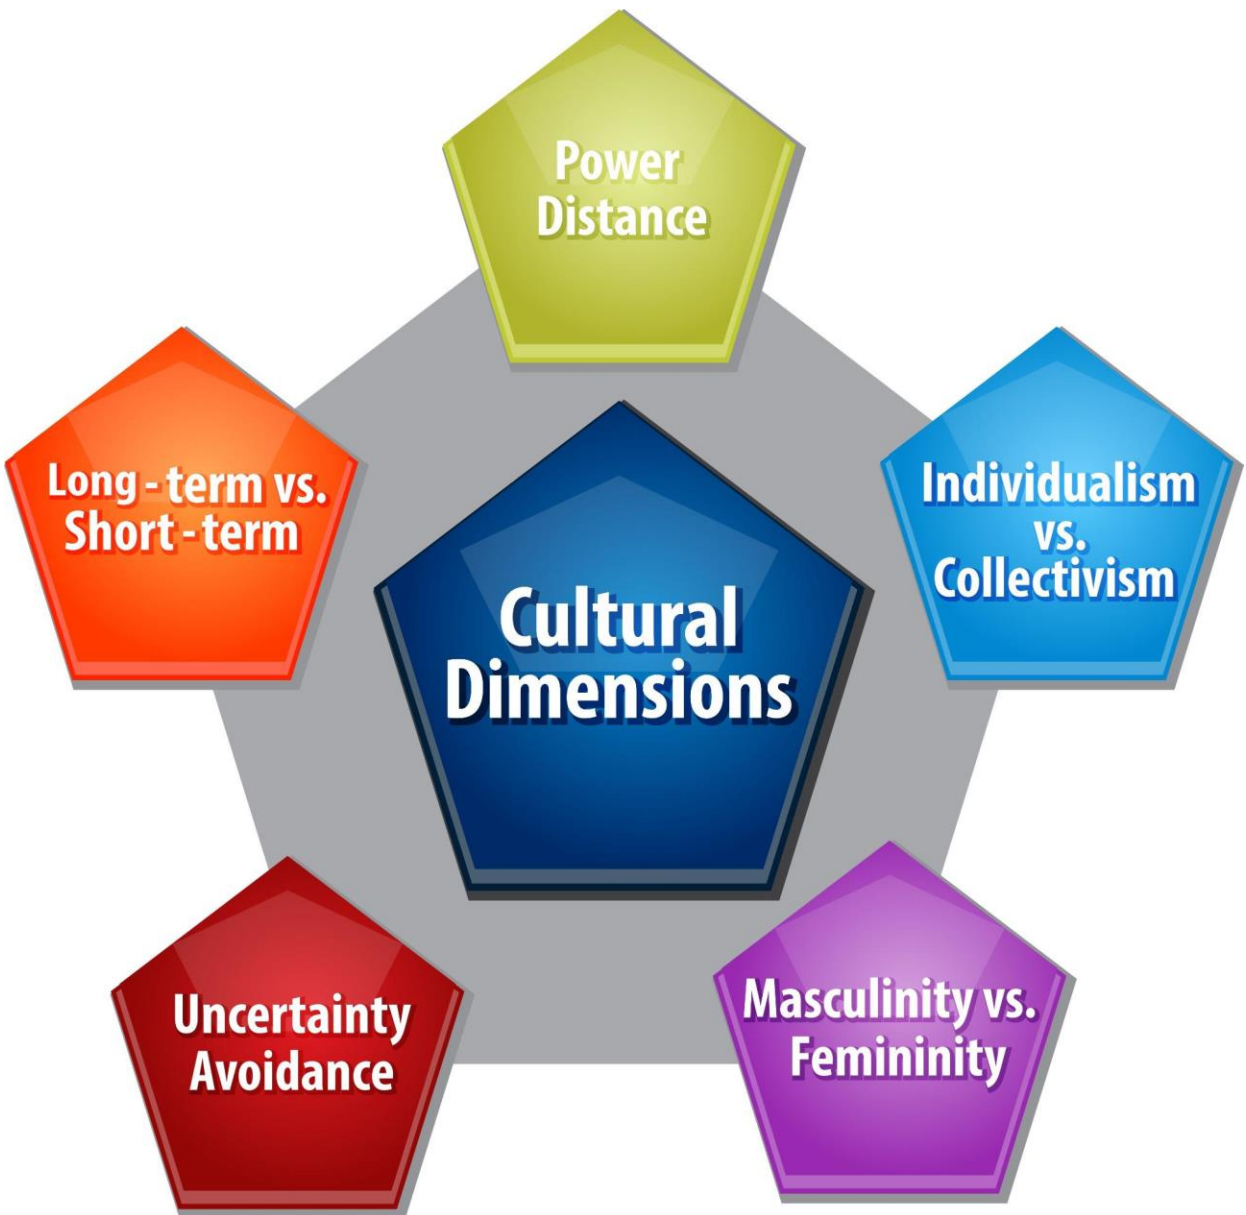 Power
Distance
Long - term vs.
Short - term
Individualism
vs.
Collectivism
Cultural
Dimensions
Uncertainty
Avoidance
Masculinity vs.
Femininity